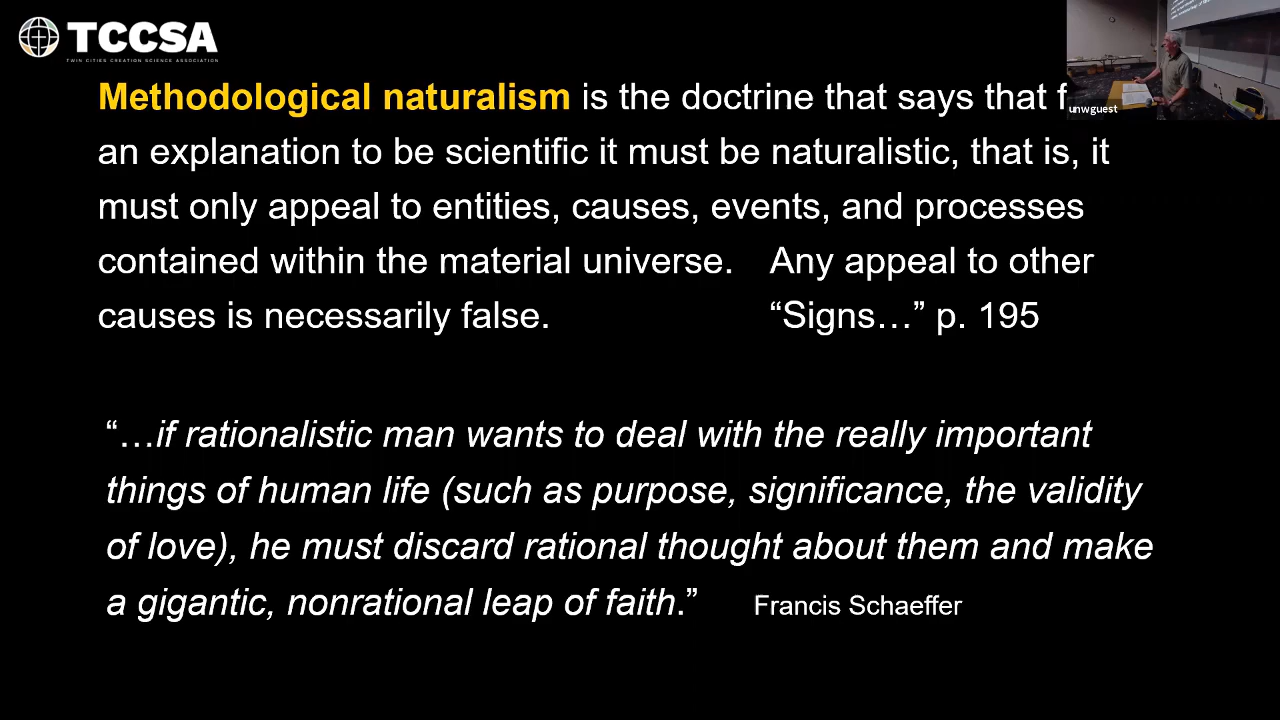 TCCSA
TWIN CITIES CREATION SCIENCE ASSOCIATION
Methodological naturalism is the doctrine that says that f
an explanation to be scientific it must be naturalistic, that is, it
must only appeal to entities, causes, events, and processes
contained within the material universe. Any appeal to other
causes is necessarily false. “Signs…” p. 195
“…if rationalistic man wants to deal with the really important
things of human life (such as purpose, significance, the validity
of love), he must discard rational thought about them and make
a gigantic, nonrational leap of faith.” Francis Schaeffer
unwguest